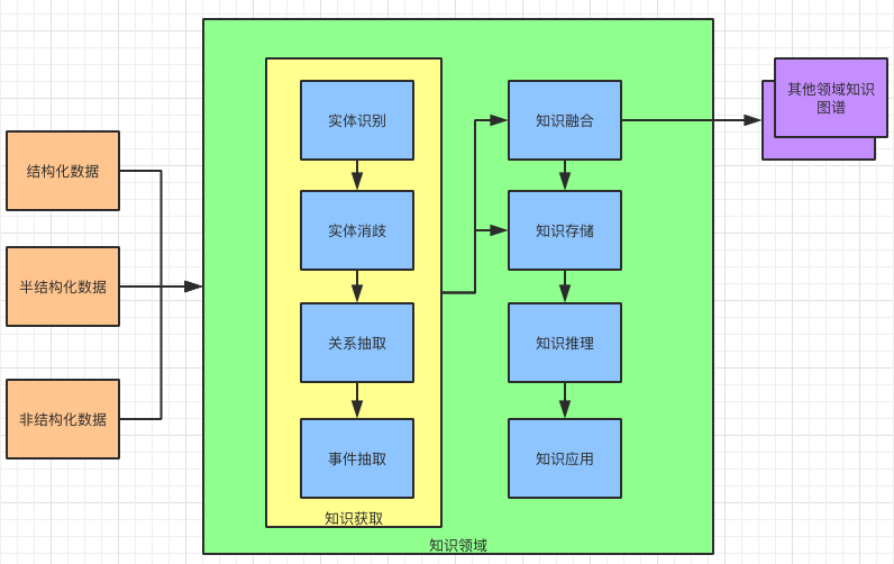 结构化数据
半结构化数据
非结构化数据
实体识别
实体消歧
关系抽取
事件抽取
知识获取
知识融合
知识存储
知识推理
知识应用
知识领域
其他领域知识
图谱